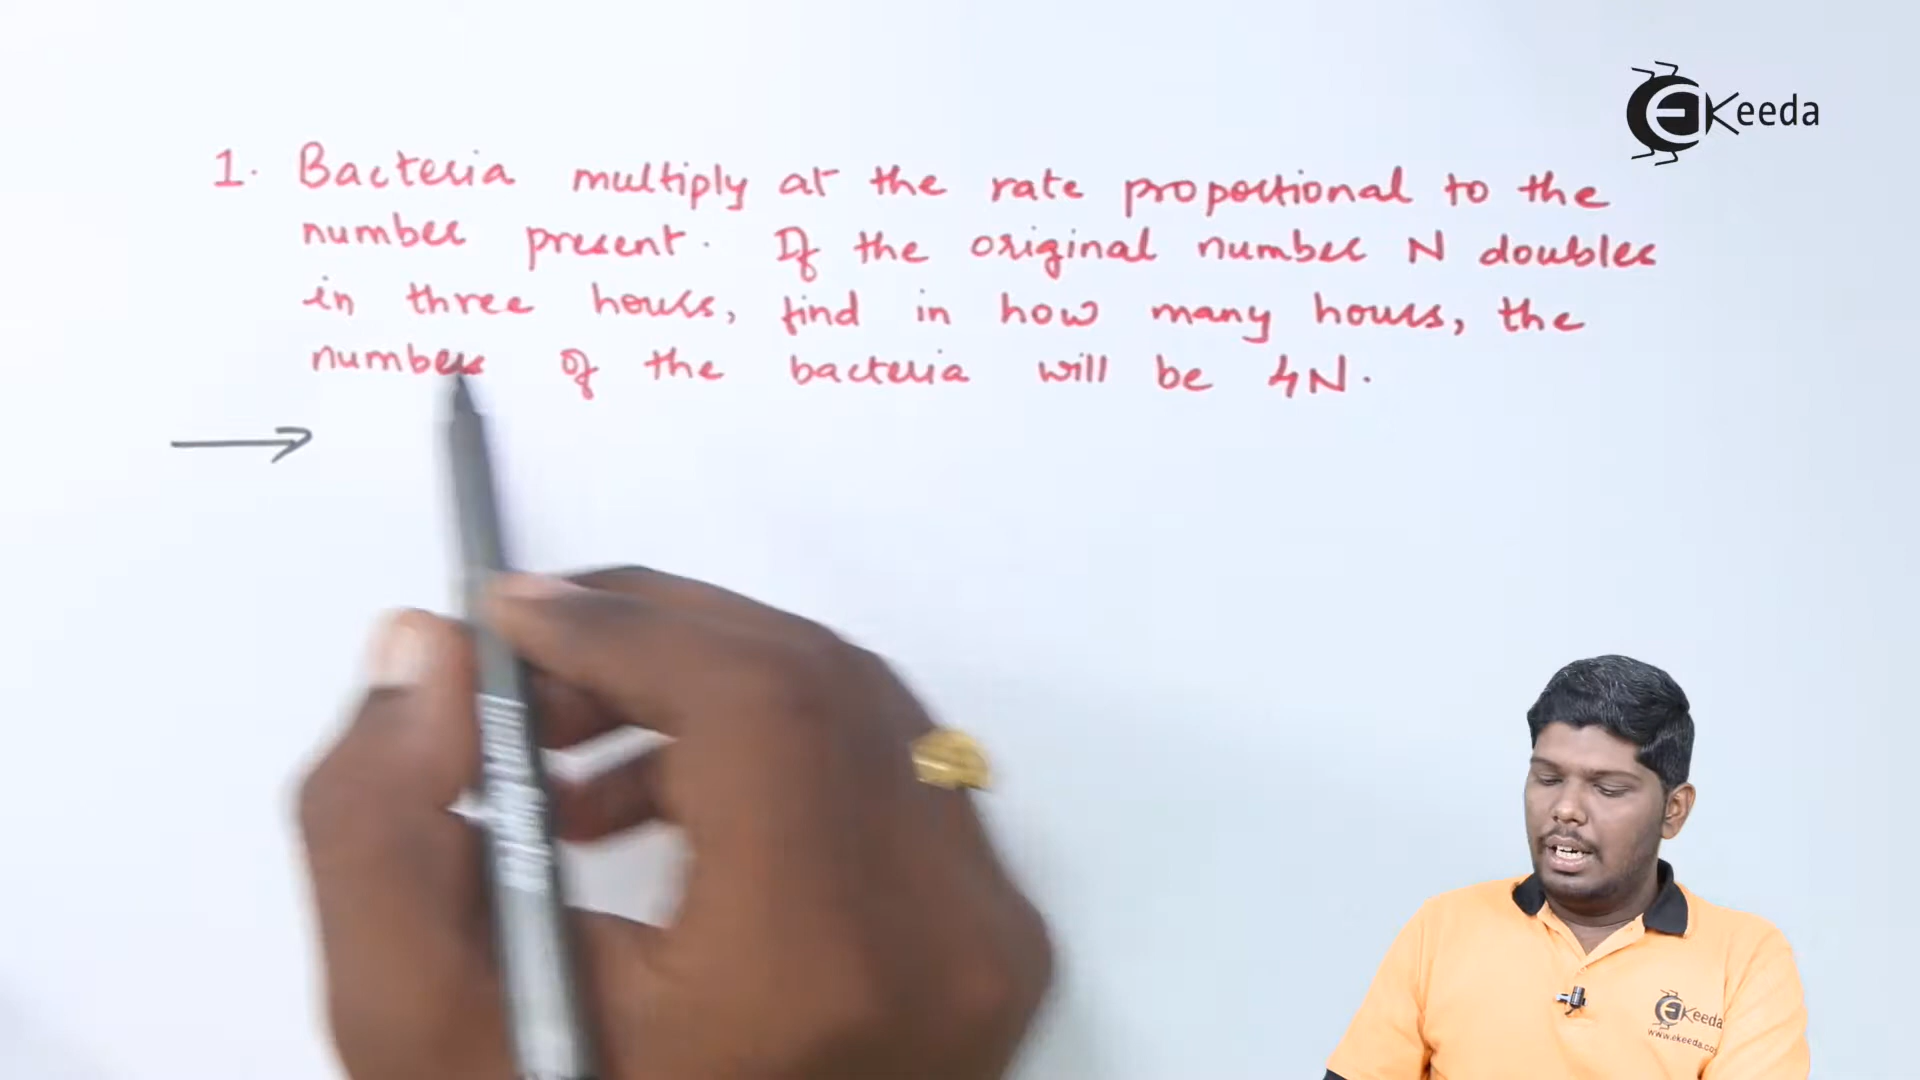 EKeeda
1. Bacteria multiply at the rate proportional to the
number present. If the original number N doubles
in three hours, find in how many hours, the
number of the bacteria will be 4N.
EKeeda
www.ekeeda.com